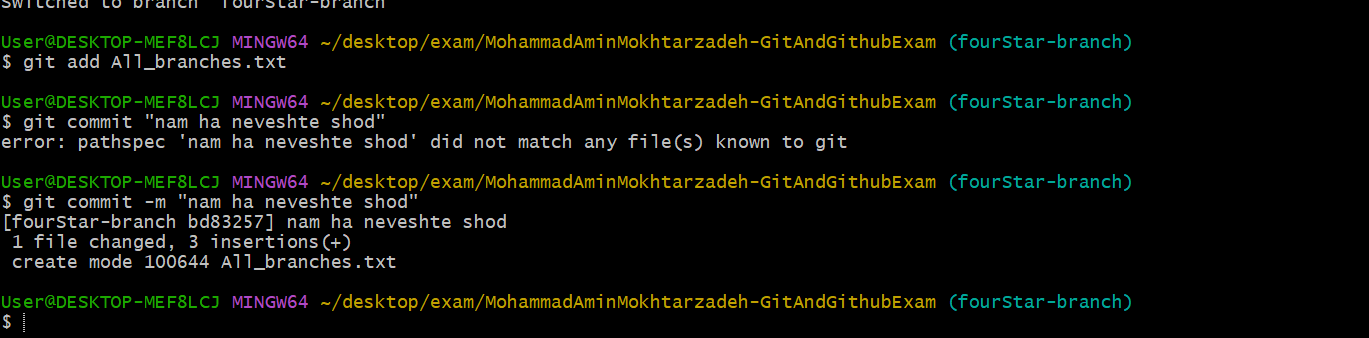 Switched to branch 'fourStar-branch'
User@DESKTOP-MEF8LCJ MINGW64 ~/desktop/exam/MohammadAminMokhtarzadeh-GitAndGithubExam (fourStar-branch)
$ git add All_branches.txt
User@DESKTOP-MEF8LCJ MINGW64 ~/desktop/exam/MohammadAminMokhtarzadeh-GitAndGithubExam (fourStar-branch)
$ git commit "nam ha neveshte shod"
error: pathspec 'nam ha neveshte shod' did not match any file(s) known to git
User@DESKTOP-MEF8LCJ MINGW64 ~/desktop/exam/MohammadAminMokhtarzadeh-GitAndGithubExam (fourStar-branch)
$ git commit -m "nam ha neveshte shod"
[fourStar-branch bd83257] nam ha neveshte shod
1 file changed, 3 insertions(+)
create mode 100644 All_branches.txt
User@DESKTOP-MEF8LCJ MINGW64 ~/desktop/exam/MohammadAminMokhtarzadeh-GitAndGithubExam (fourStar-branch)
$